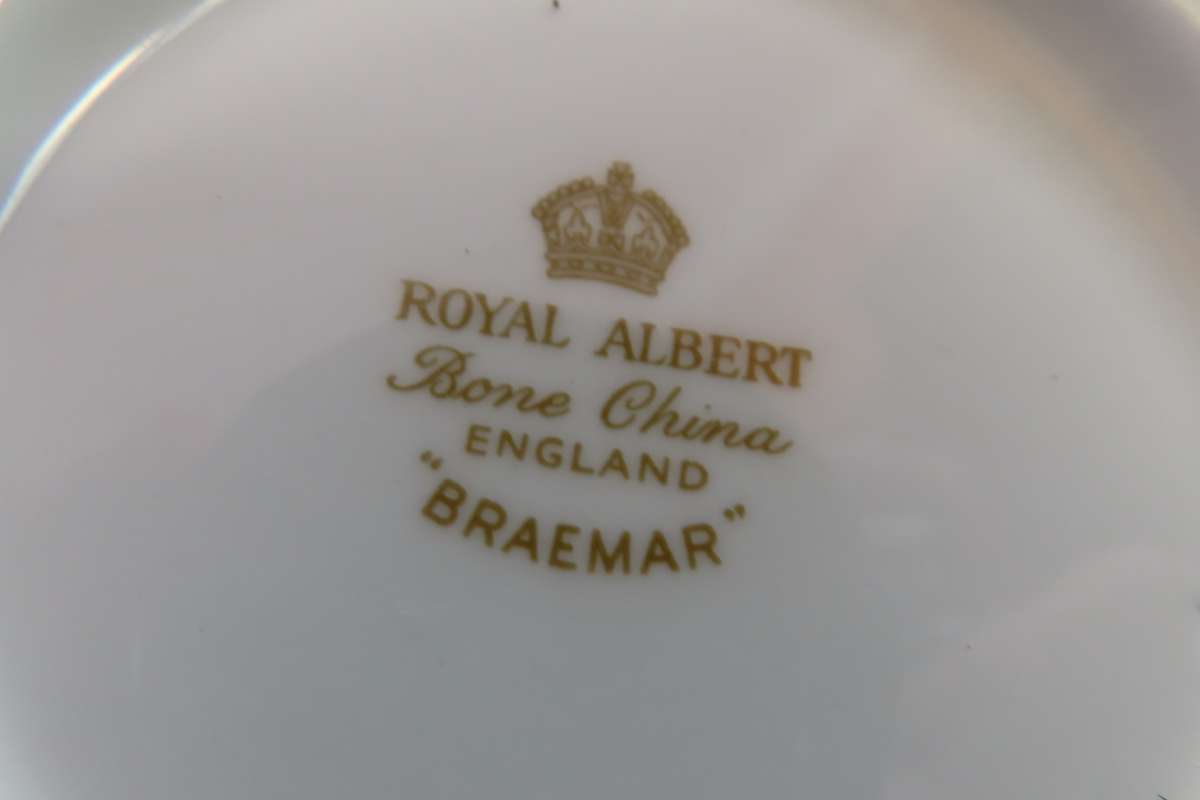 ROYAL ALBERT
Bone China
ENGLAND
"BRAEMAR"